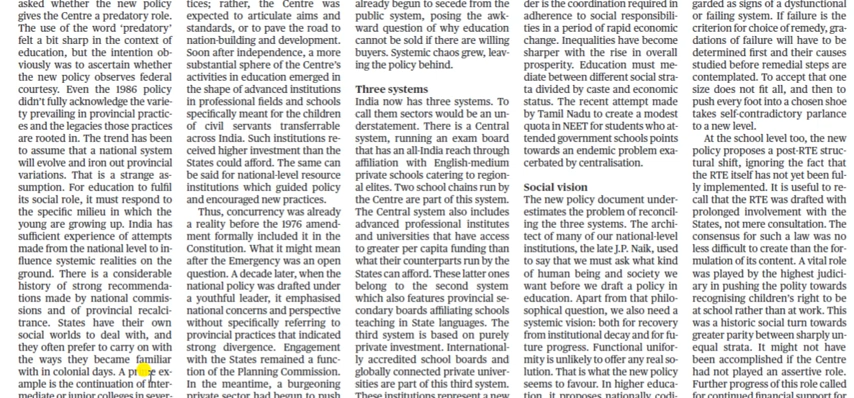 asked whether the new policy
gives the Centre a predatory role.
The use of the word 'predatory'
felt a bit sharp in the context of
education, but the intention ob-
viously was to ascertain whether
the new policy observes federal
courtesy. Even the 1986 policy
didn't fully acknowledge the varie-
ty prevailing in provincial practic-
es and the legacies those practices
are rooted in. The trend has been
to assume that a national system
will evolve and iron out provincial
variations. That is a strange as-
sumption. For education to fulfil
its social role, it must respond to
the specific milieu in which the
young are growing up. India has
sufficient experience of attempts
made from the national level to in-
fluence systemic realities on the
ground. There is a considerable
history of strong recommenda-
tions made by national commis-
sions and of provincial recalci-
trance. States have their own
social worlds to deal with, and
they often prefer to carry on with
the ways they became familiar
with in colonial days. A prime ex-
ample is the continuation of inter-
mediate or junior colleges in sever-
tices; rather, the Centre was
expected to articulate aims and
standards, or to pave the road to
nation-building and development.
Soon after independence, a more
substantial sphere of the Centre's
activities in education emerged in
the shape of advanced institutions
in professional fields and schools
specifically meant for the children
of civil servants transferrable
across India. Such institutions re-
ceived higher investment than the
States could afford. The same can
be said for national-level resource
institutions which guided policy
and encouraged new practices.
Thus, concurrency was already
a reality before the 1976 amend-
ment formally included it in the
Constitution. What it might mean
after the Emergency was an open
question. A decade later, when the
national policy was drafted under
a youthful leader, it emphasised
national concerns and perspective
without specifically referring to
provincial practices that indicated
strong divergence. Engagement
with the States remained a func-
tion of the Planning Commission.
In the meantime, a burgeoning
private sector had begun to push
already begun to secede from the
public system, posing the awk-
ward question of why education
cannot be sold if there are willing
buyers. Systemic chaos grew, leav-
ing the policy behind.
Three systems
India now has three systems. To
call them sectors would be an un-
derstatement. There is a Central
system, running an exam board
that has an all-India reach through
affiliation with English-medium
private schools catering to region-
al elites. Two school chains run by
the Centre are part of this system.
The Central system also includes
advanced professional institutes
and universities that have access
to greater per capita funding than
what their counterparts run by the
States can afford. These latter ones
belong to the second system
which also features provincial se-
condary boards affiliating schools
teaching in State languages. The
third system is based on purely
private investment. International-
ly accredited school boards and
globally connected private univer-
sities are part of this third system.
These institutions represent a new
der is the coordination required in
adherence to social responsibili-
ties in a period of rapid economic
change. Inequalities have become
sharper with the rise in overall
prosperity. Education must me-
diate between different social stra-
ta divided by caste and economic
status. The recent attempt made
by Tamil Nadu to create a modest
quota in NEET for students who at-
tended government schools points
towards an endemic problem exa-
cerbated by centralisation.
Social vision
The new policy document under-
estimates the problem of reconcil-
ing the three systems. The archi-
tect of many of our national-level
institutions, the late J.P. Naik, used
to say that we must ask what kind
of human being and society we
want before we draft a policy in
education. Apart from that philo-
sophical question, we also need a
systemic vision: both for recovery
from institutional decay and for fu-
ture progress. Functional unifor-
mity is unlikely to offer any real so-
lution. That is what the new policy
seems to favour. In higher educa-
tion, it proposes nationally codi-
garded as signs of a dysfunctional
or failing system. If failure is the
criterion for choice of remedy, gra-
dations of failure will have to be
determined first and their causes
studied before remedial steps are
contemplated. To accept that one
size does not fit all, and then to
push every foot into a chosen shoe
takes self-contradictory parlance
to a new level.
At the school level too, the new
policy proposes a post-RTE struc-
tural shift, ignoring the fact that
the RTE itself has not yet been ful-
ly implemented. It is useful to re-
call that the RTE was drafted with
prolonged involvement with the
States, not mere consultation. The
consensus for such a law was no
less difficult to create than the for-
mulation of its content. A vital role
was played by the highest judici-
ary in pushing the polity towards
recognising children's right to be
at school rather than at work. This
was a historic social turn towards
greater parity between sharply un-
equal strata. It might not have
been accomplished if the Centre
had not played an assertive role.
Further progress of this role called
for continued financial support for